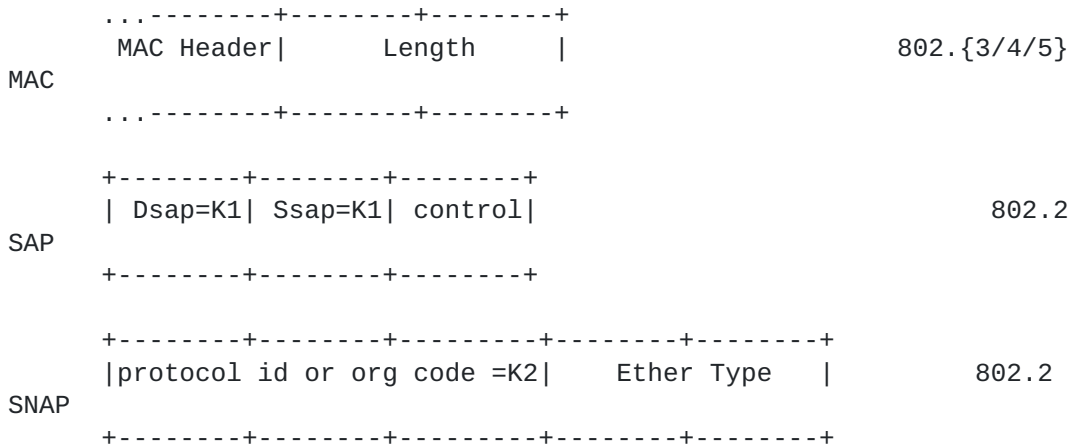 ...--------+--------+--------+
MAC Header|      Length      |                     802.{3/4/5}
MAC
...--------+--------+--------+
+--------+--------+--------+
| Dsap=K1| Ssap=K1| control|                            802.2
SAP
+--------+--------+--------+
+--------+--------+---------+--------+--------+
|protocol id or org code =K2|    Ether Type   |         802.2
SNAP
+--------+--------+---------+--------+--------+